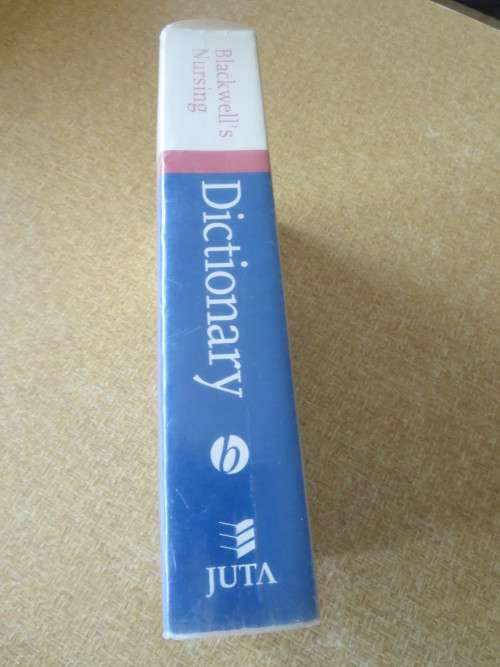 Blackwell's
Nursing
Dictionary
b
JUTA